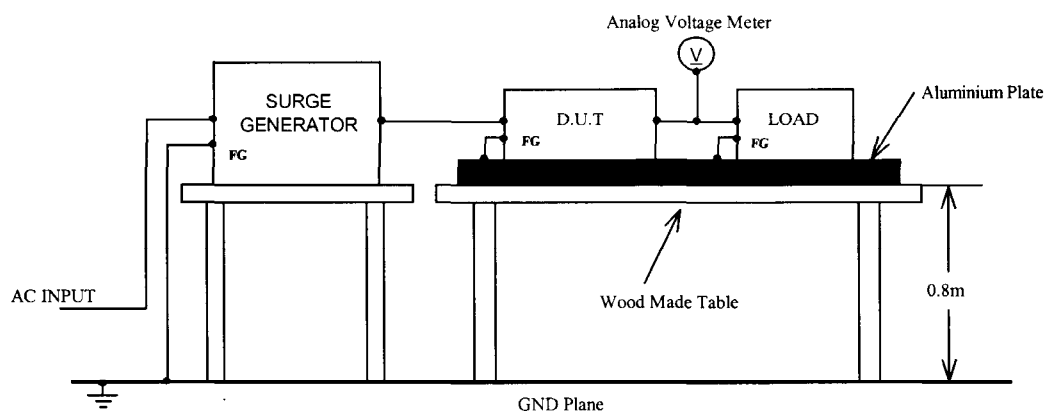 Analog Voltage Meter
V
SURGE
GENERATOR
D.U.T
LOAD
Aluminium Plate
FG
FG
FG
AC INPUT
Wood Made Table
0.8m
GND Plane